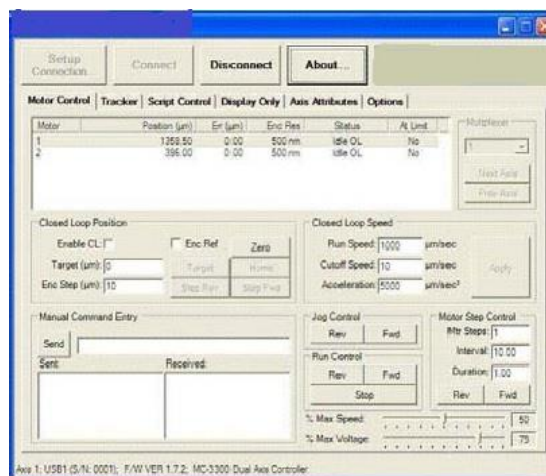 Setup Connection... Connect Disconnect About...
Motor Control Tracker Script Control Display Only Axis Attributes Options
Motor Position (µm) Err (µm) Enc Res Status At Limit
1 1359.50 0.00 500 nm Idle OL No
2 396.00 0.00 500 nm Idle OL No
Multiplexer
1
Next Axis
Prev Axis
Closed Loop Position
Enable CL: Enc Ref Zero
Target (µm): 0 Target Home
Enc Step (µm): 10 Step Rev Step Fwd
Closed Loop Speed
Run Speed: 1000 µm/sec
Cutoff Speed: 10 µm/sec
Acceleration: 5000 µm/sec²
Apply
Manual Command Entry
Send
Sent: Received:
Jog Control
Rev Fwd
Run Control
Rev Fwd
Stop
Motor Step Control
Mtr Steps: 1
Interval: 10.00
Duration: 1.00
Rev Fwd
% Max Speed: 50
% Max Voltage: 75
Axis 1: USB1 (S/N: 0001); F/W VER 1.7.2; MC-3300 Dual Axis Controller